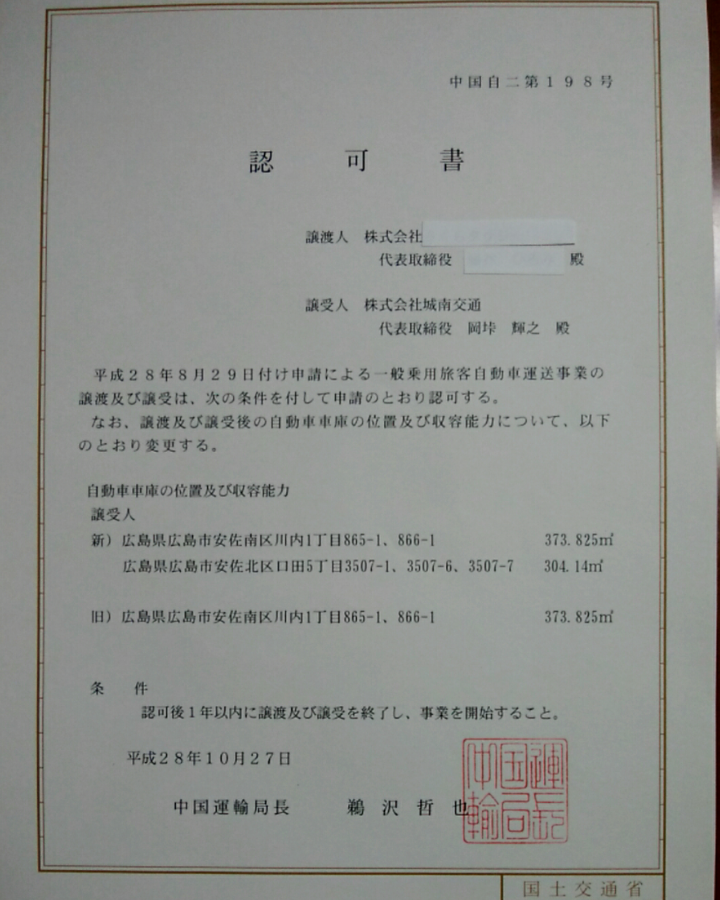 中国自二第１９８号
認可書
譲渡人　株式会社
代表取締役　殿
譲受人　株式会社城南交通
代表取締役　岡垰　輝之　殿
平成２８年８月２９日付け申請による一般乗用旅客自動車運送事業の
譲渡及び譲受は、次の条件を付して申請のとおり認可する。
なお、譲渡及び譲受後の自動車車庫の位置及び収容能力について、以下
のとおり変更する。
自動車車庫の位置及び収容能力
譲受人
新）広島県広島市安佐南区川内1丁目865-1、866-1　373.825㎡
広島県広島市安佐北区口田5丁目3507-1、3507-6、3507-7　304.14㎡
旧）広島県広島市安佐南区川内1丁目865-1、866-1　373.825㎡
条　件
認可後１年以内に譲渡及び譲受を終了し、事業を開始すること。
平成２８年１０月２７日
中国運輸局長　鵜沢哲也
中国運輸局長
国土交通省